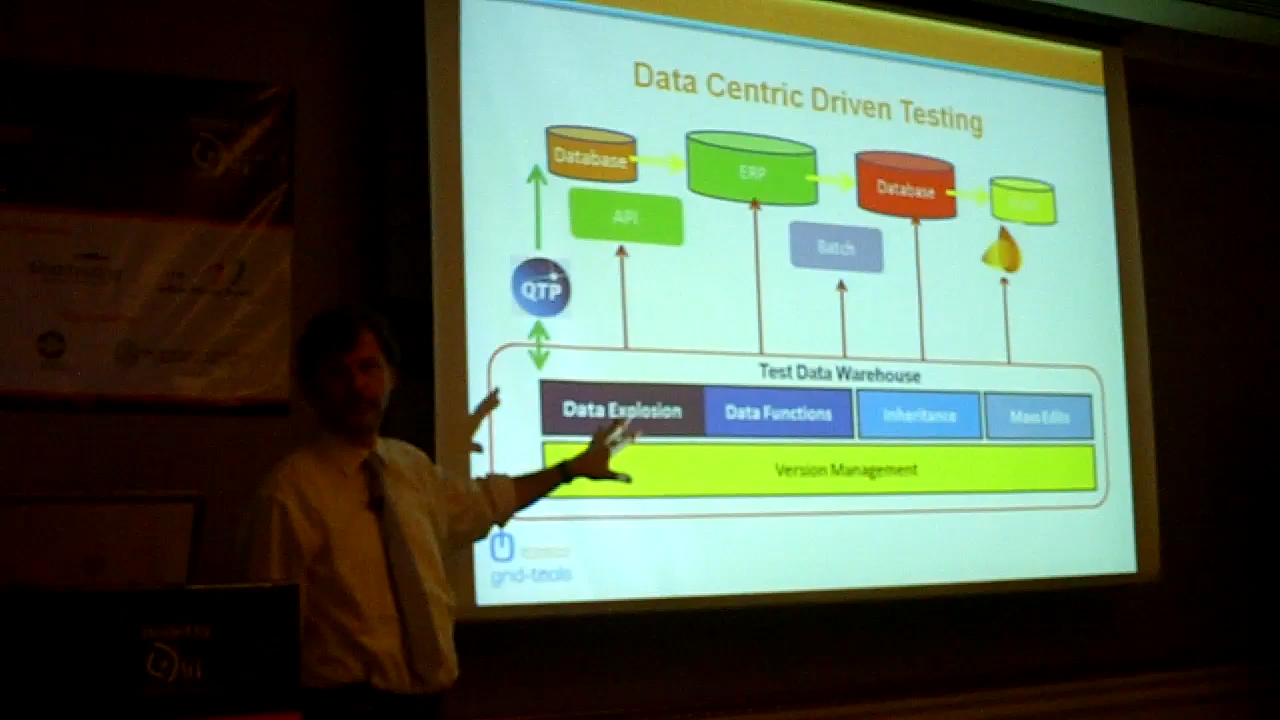 Data Centric Driven Testing
Database
ERP
Database
API
Batch
QTP
Test Data Warehouse
Data Explosion
Data Functions
Inheritance
Mass Edits
Version Management
grid-tools